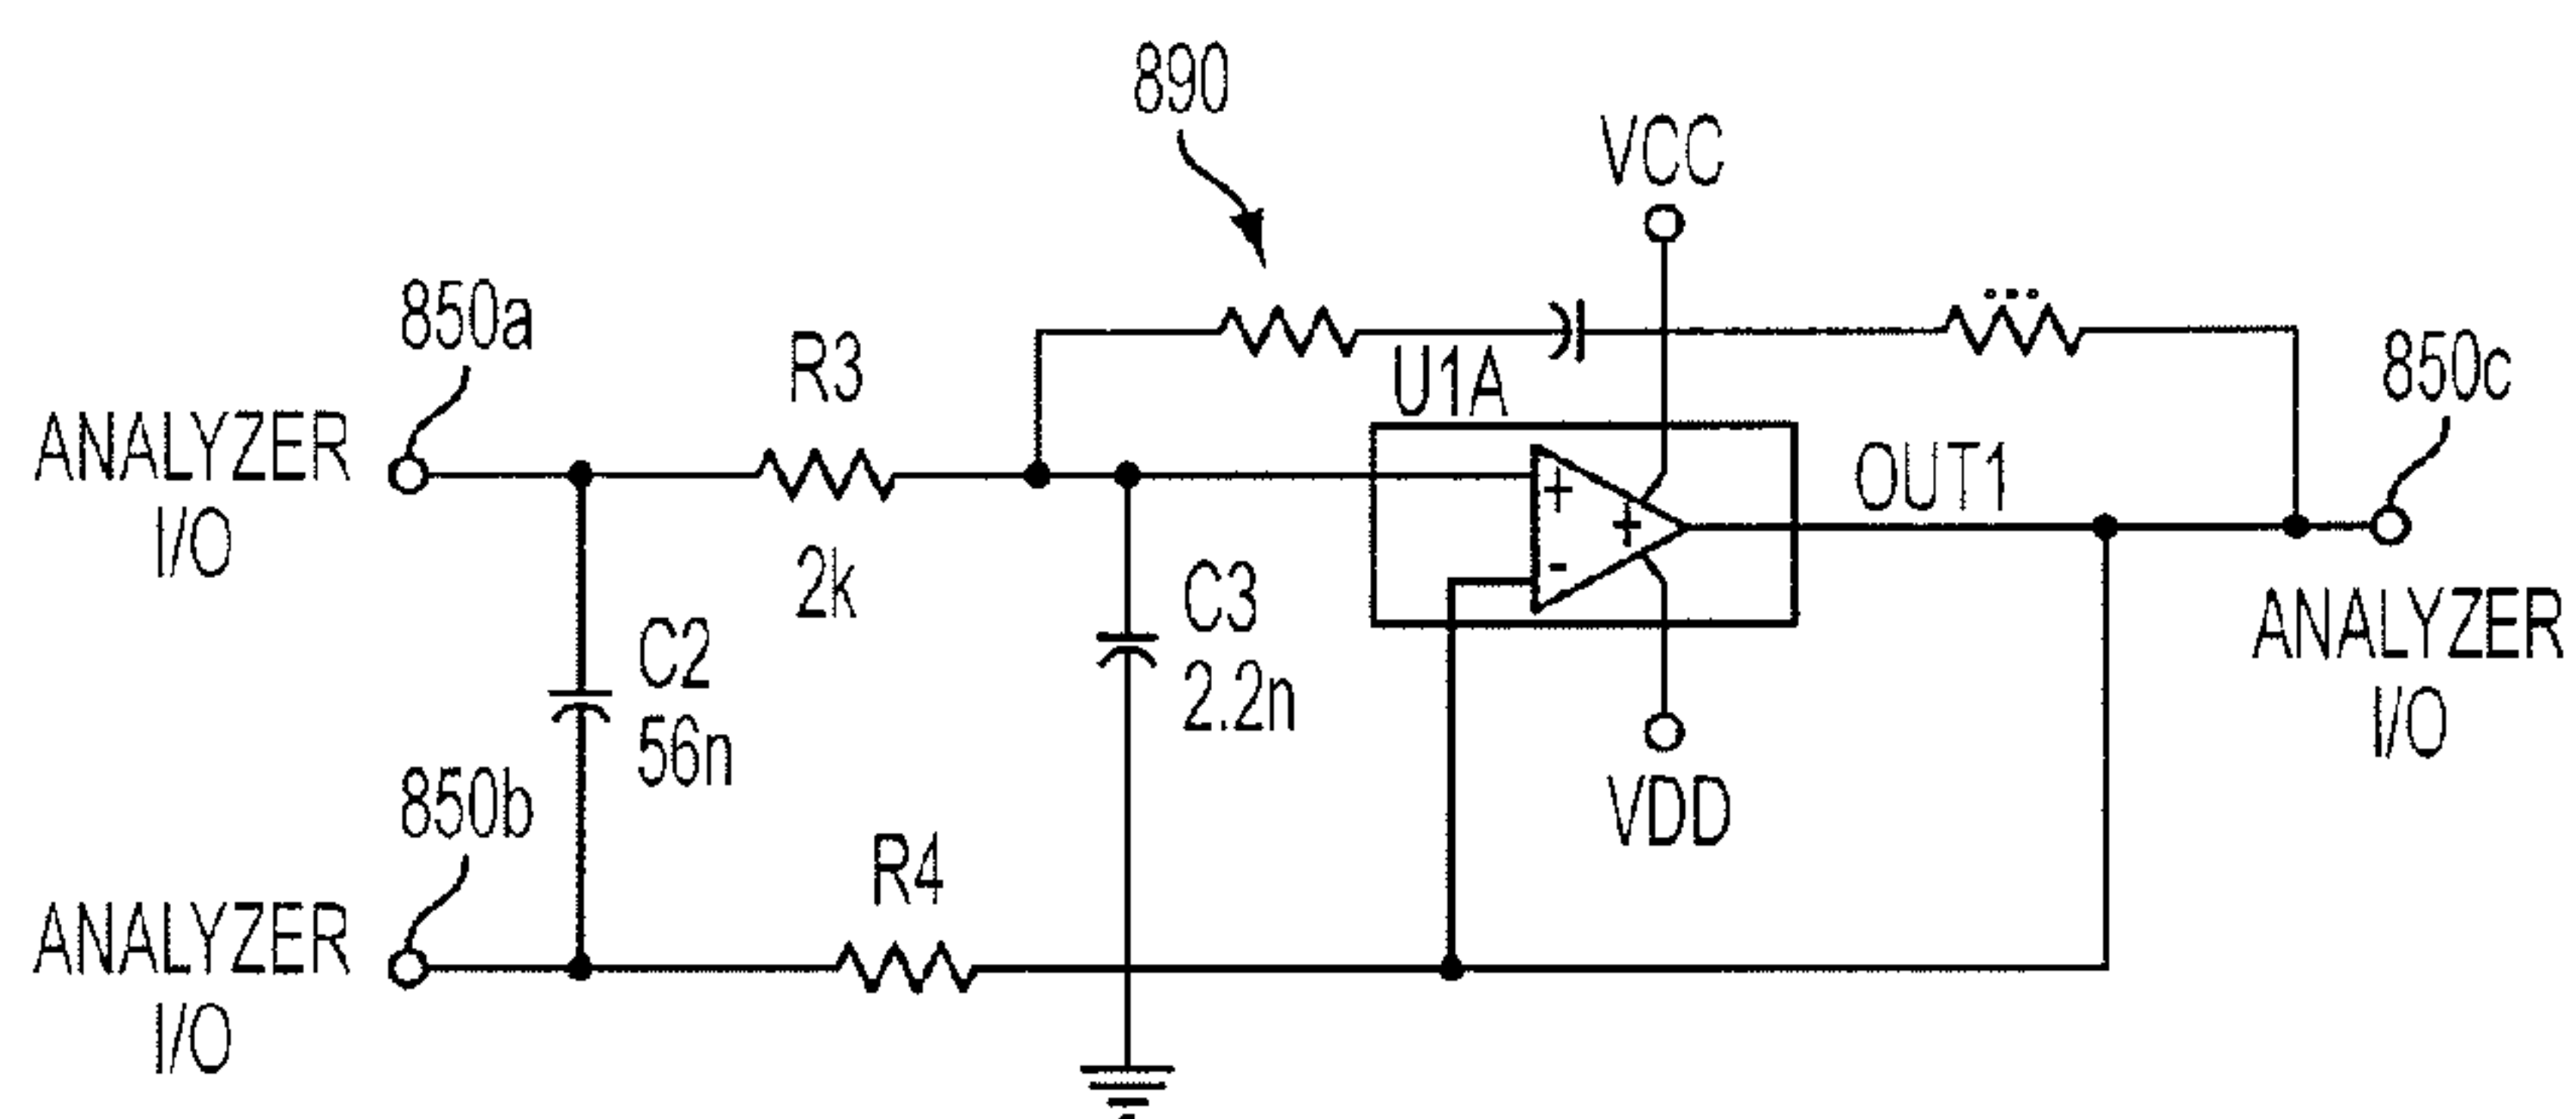 890
VCC
850a
R3
U1A
850c
ANALYZER
I/O
OUT1
+
+
-
2k
C3
2.2n
ANALYZER
I/O
C2
56n
850b
R4
VDD
ANALYZER
I/O